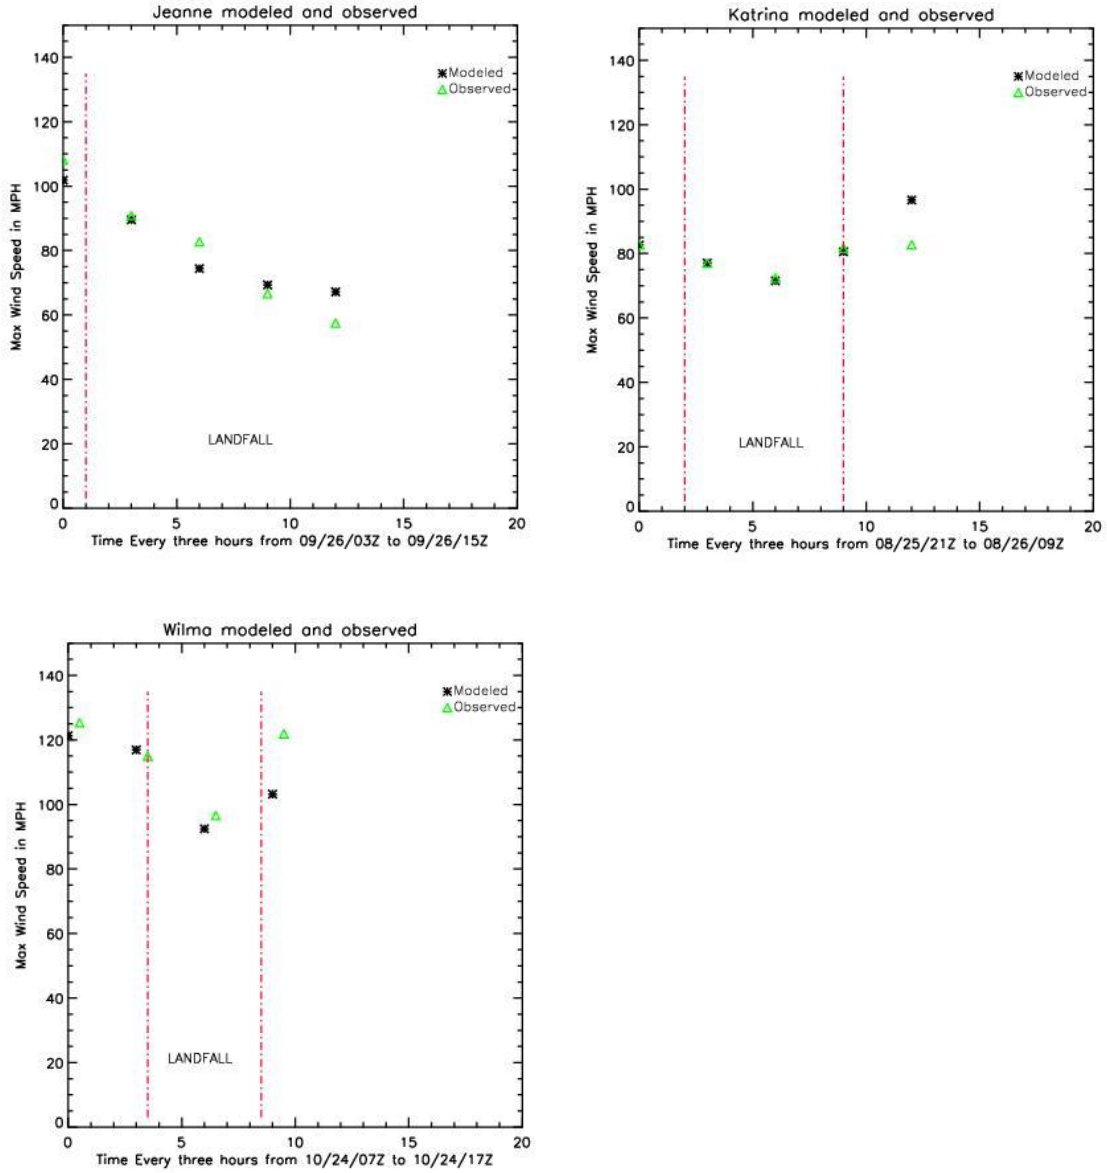 Jeanne modeled and observed
140
120
100
80
60
40
20
0
Max Wind Speed in MPH
Modeled
Observed
LANDFALL
0 5 10 15 20
Time Every three hours from 09/26/03Z to 09/26/15Z
Katrina modeled and observed
140
120
100
80
60
40
20
0
Max Wind Speed in MPH
Modeled
Observed
LANDFALL
0 5 10 15 20
Time Every three hours from 08/25/21Z to 08/26/09Z
Wilma modeled and observed
140
120
100
80
60
40
20
0
Max Wind Speed in MPH
Modeled
Observed
LANDFALL
0 5 10 15 20
Time Every three hours from 10/24/07Z to 10/24/17Z